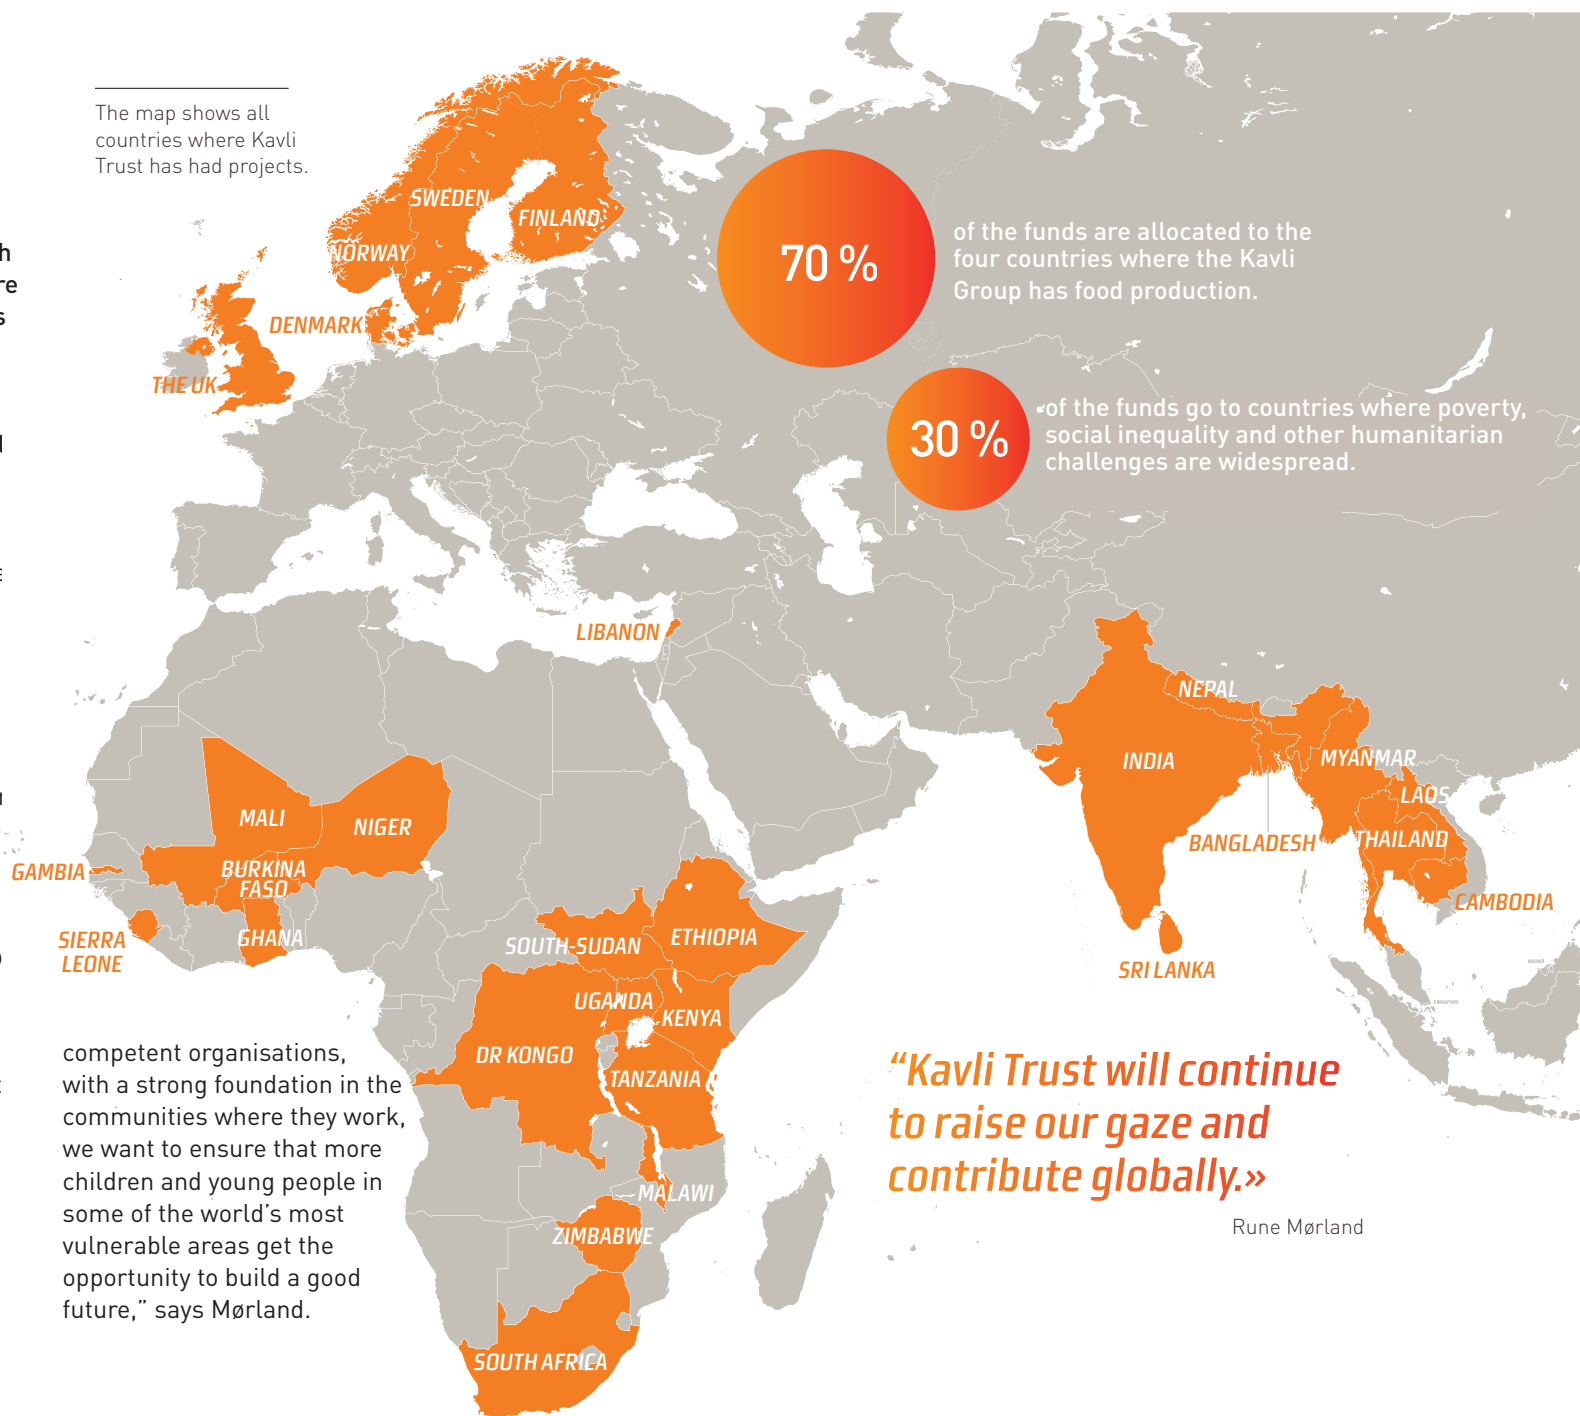 The map shows all
countries where Kavli
Trust has had projects.
SWEDEN
FINLAND
NORWAY
DENMARK
THE UK
70 %
of the funds are allocated to the
four countries where the Kavli
Group has food production.
30 %
of the funds go to countries where poverty,
social inequality and other humanitarian
challenges are widespread.
LIBANON
NEPAL
INDIA
MYANMAR
LAOS
BANGLADESH
THAILAND
CAMBODIA
SRI LANKA
MALI
NIGER
GAMBIA
BURKINA
FASO
SIERRA
LEONE
GHANA
SOUTH-SUDAN
ETHIOPIA
UGANDA
KENYA
DR KONGO
TANZANIA
MALAWI
ZIMBABWE
SOUTH AFRICA
SINGAPORE
competent organisations,
with a strong foundation in the
communities where they work,
we want to ensure that more
children and young people in
some of the world's most
vulnerable areas get the
opportunity to build a good
future,” says Mørland.
“Kavli Trust will continue
to raise our gaze and
contribute globally.»
Rune Mørland